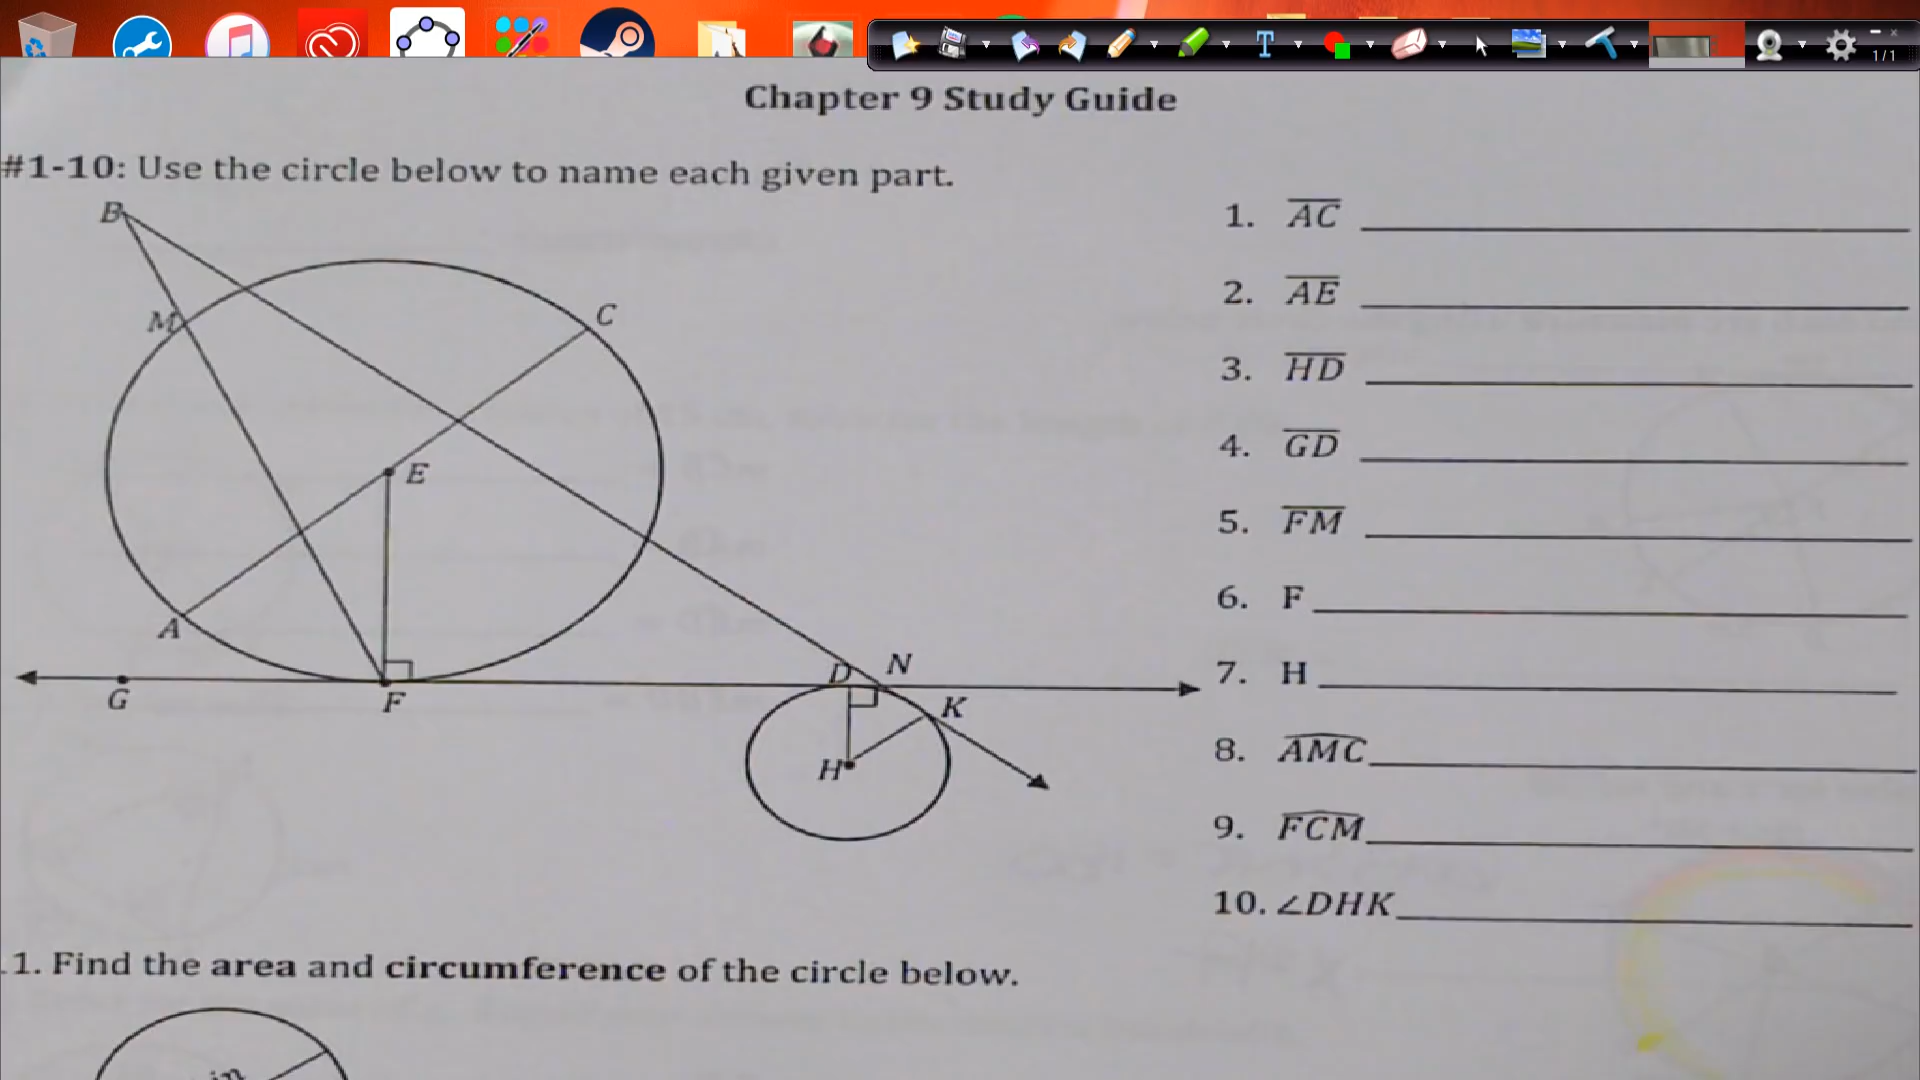 1/1
Chapter 9 Study Guide
#1-10: Use the circle below to name each given part.
B
M
C
E
A
G
F
D
N
K
H
1. AC
2. AE
3. HD
4. GD
5. FM
6. F
7. H
8. AMC
9. FCM
10. ∠DHK
.1. Find the area and circumference of the circle below.
in